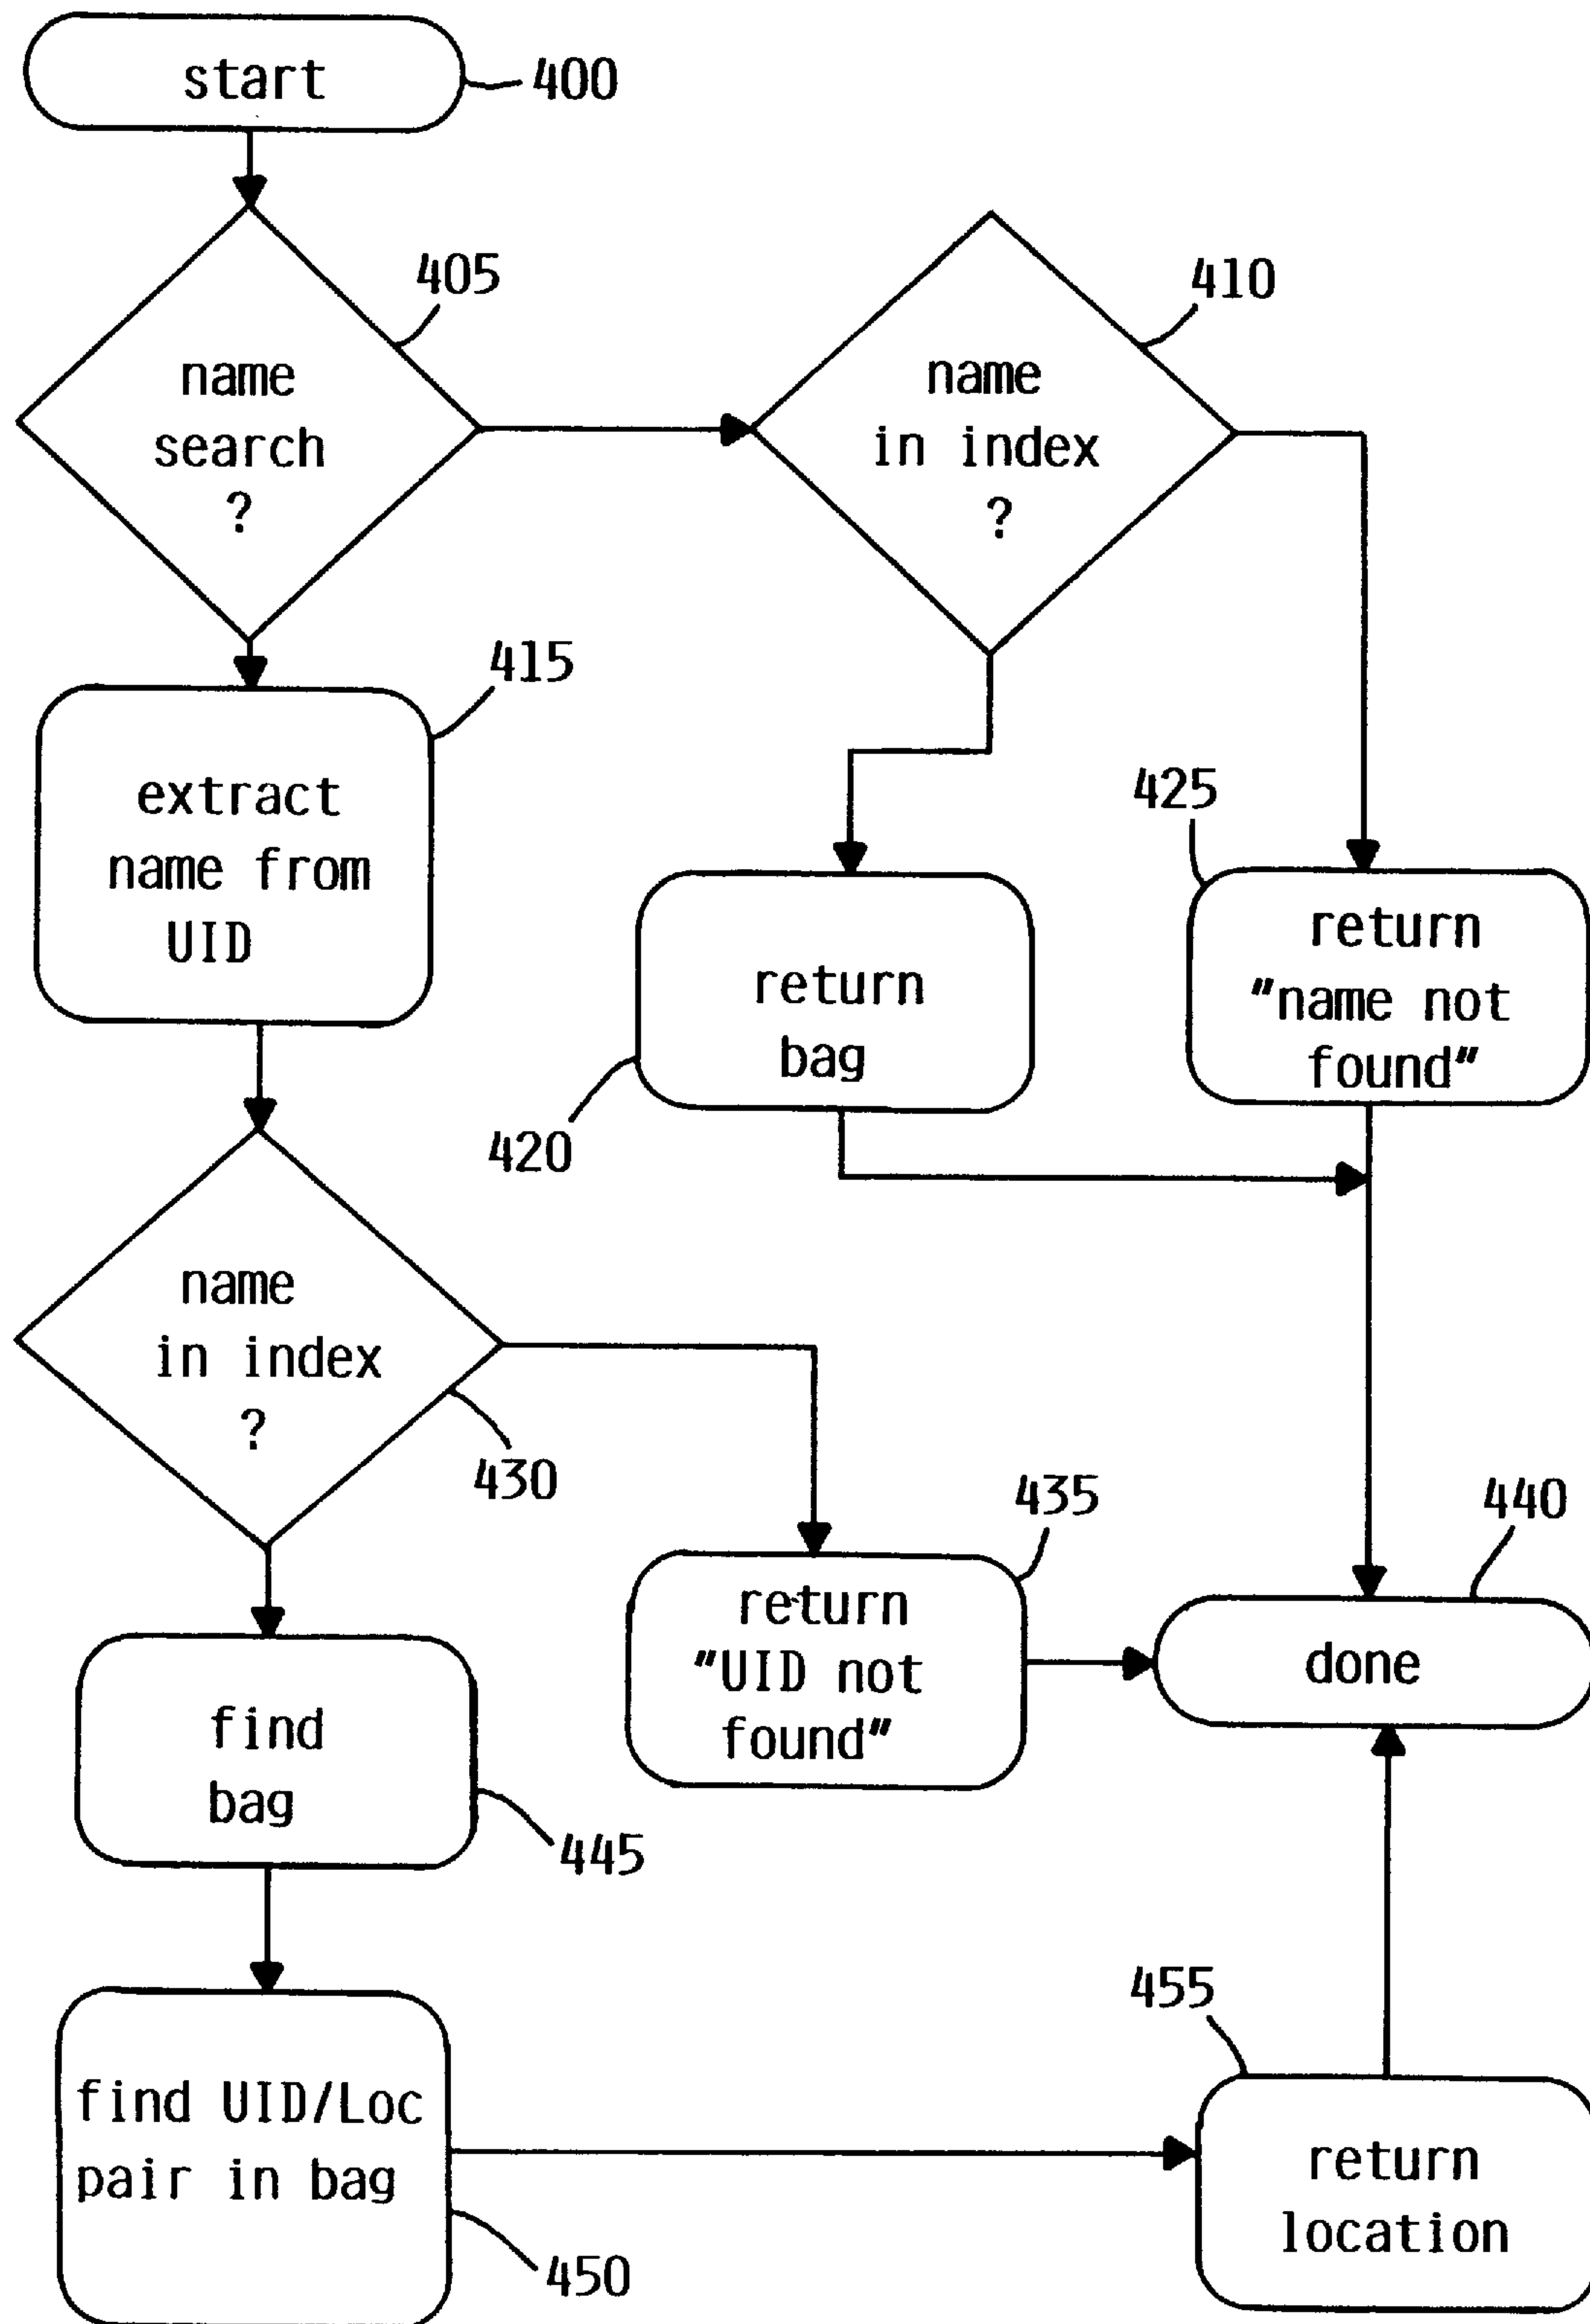 start
400
405
name
search
?
410
name
in index
?
415
extract
name from
UID
425
return
"name not
found"
return
bag
420
name
in index
?
430
435
return
"UID not
found"
440
done
find
bag
445
455
find UID/Loc
pair in bag
450
return
location